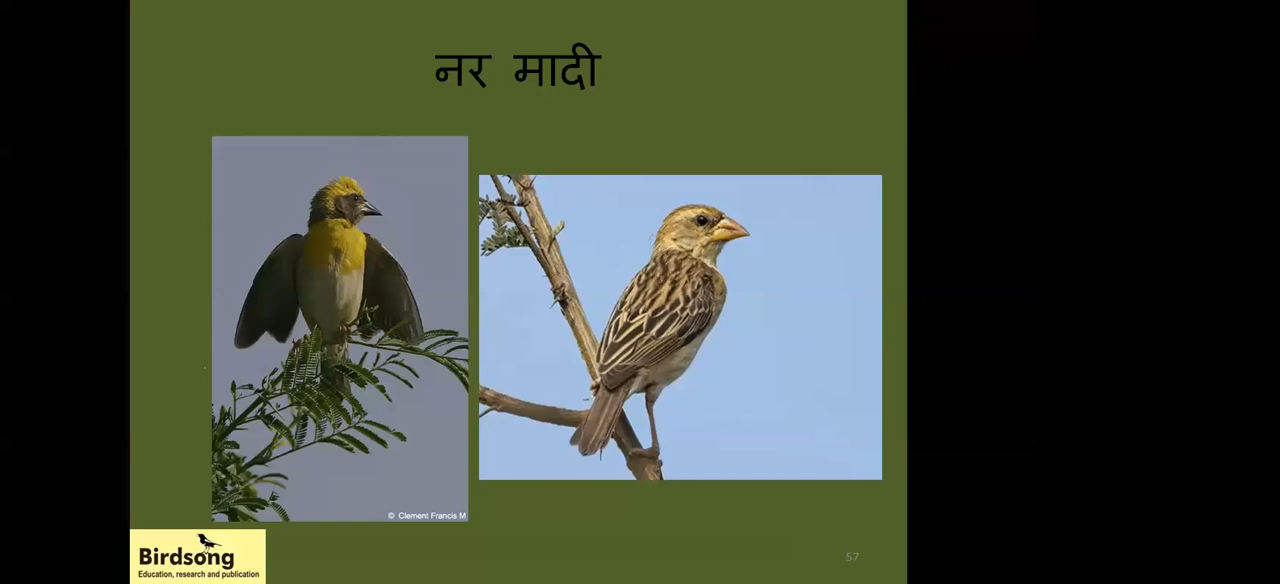 नर मादी
© Clement Francis M
Birdsong
Education, research and publication
57